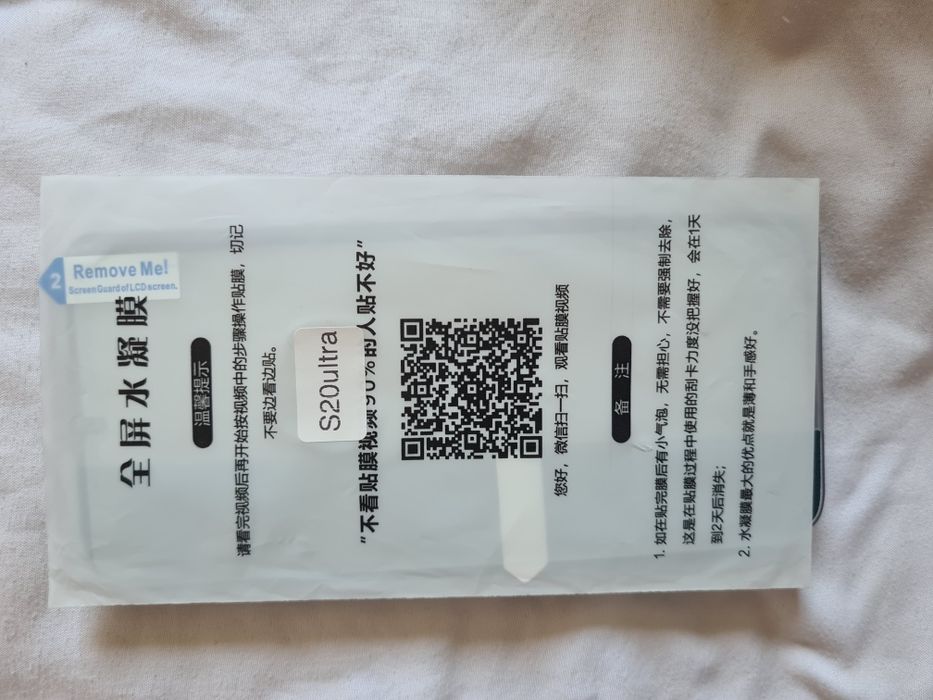 2
Remove Me!
Screen Guard of LCD screen.
全屏水凝膜
温馨提示
请看完视频后再开始按视频中的步骤操作贴膜，切记
不要边看边贴。
S20ultra
“不看贴膜视频90%的人贴不好”
您好，微信扫一扫，观看贴膜视频
备 注
1. 如在贴完膜后有小气泡，无需担心，不需要强制去除，
这是在贴膜过程中使用的刮卡力度没把握好，会在1天
到2天后消失；
2. 水凝膜最大的优点就是薄和手感好。